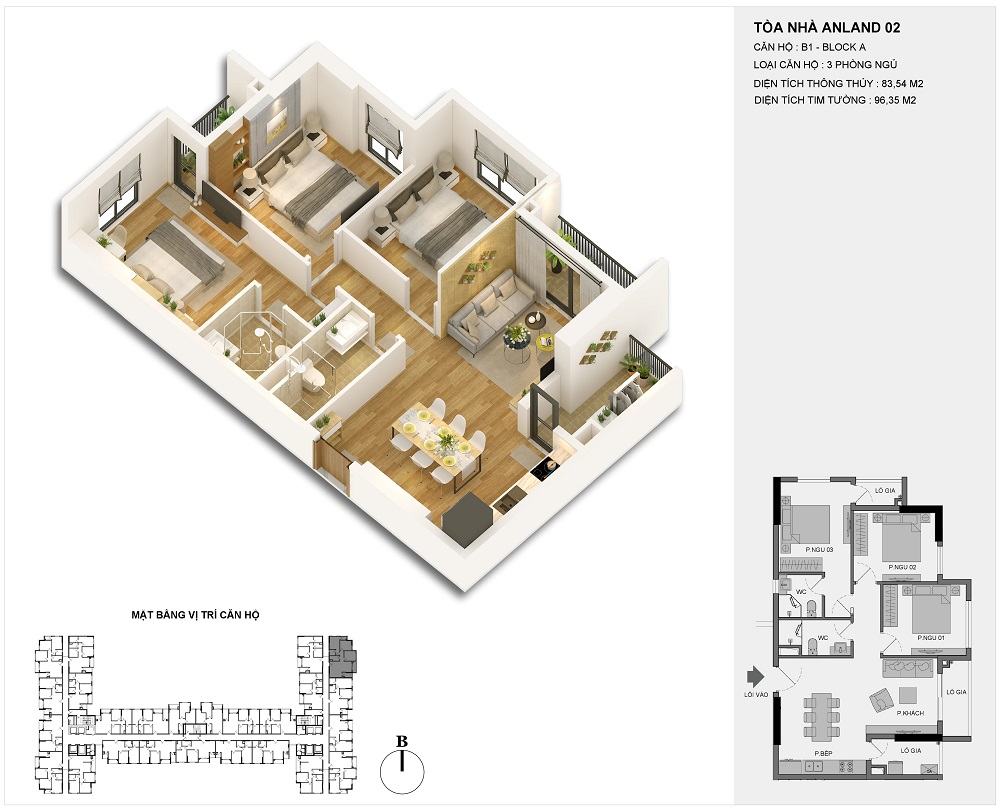 TÒA NHÀ ANLAND 02
CĂN HỘ : B1 - BLOCK A
LOẠI CĂN HỘ : 3 PHÒNG NGỦ
DIỆN TÍCH THÔNG THỦY : 83,54 M2
DIỆN TÍCH TIM TƯỜNG : 96,35 M2
LÔ GIA
P.NGU 03
P.NGU 02
WC
P.NGU 01
WC
LỐI VÀO
LÔ GIA
P.KHÁCH
P.BẾP
LÔ GIA
MẶT BẰNG VỊ TRÍ CĂN HỘ
B